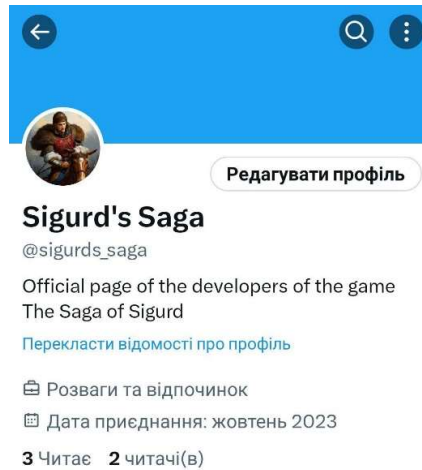 Редагувати профіль
Sigurd's Saga
@sigurds_saga
Official page of the developers of the game
The Saga of Sigurd
Перекласти відомості про профіль
Розваги та відпочинок
Дата приєднання: жовтень 2023
3 Читає 2 читачі(в)